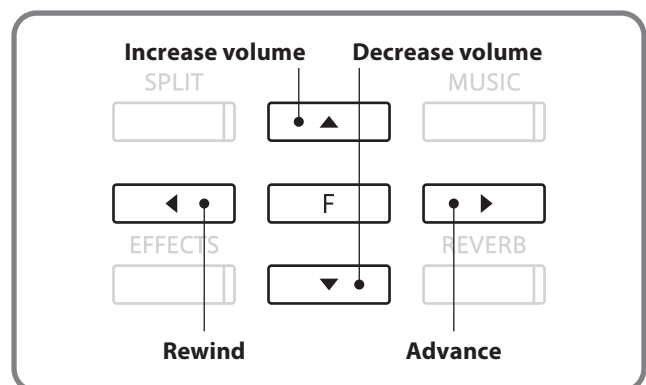 Increase volume Decrease volume
SPLIT MUSIC
F
EFFECTS REVERB
Rewind Advance